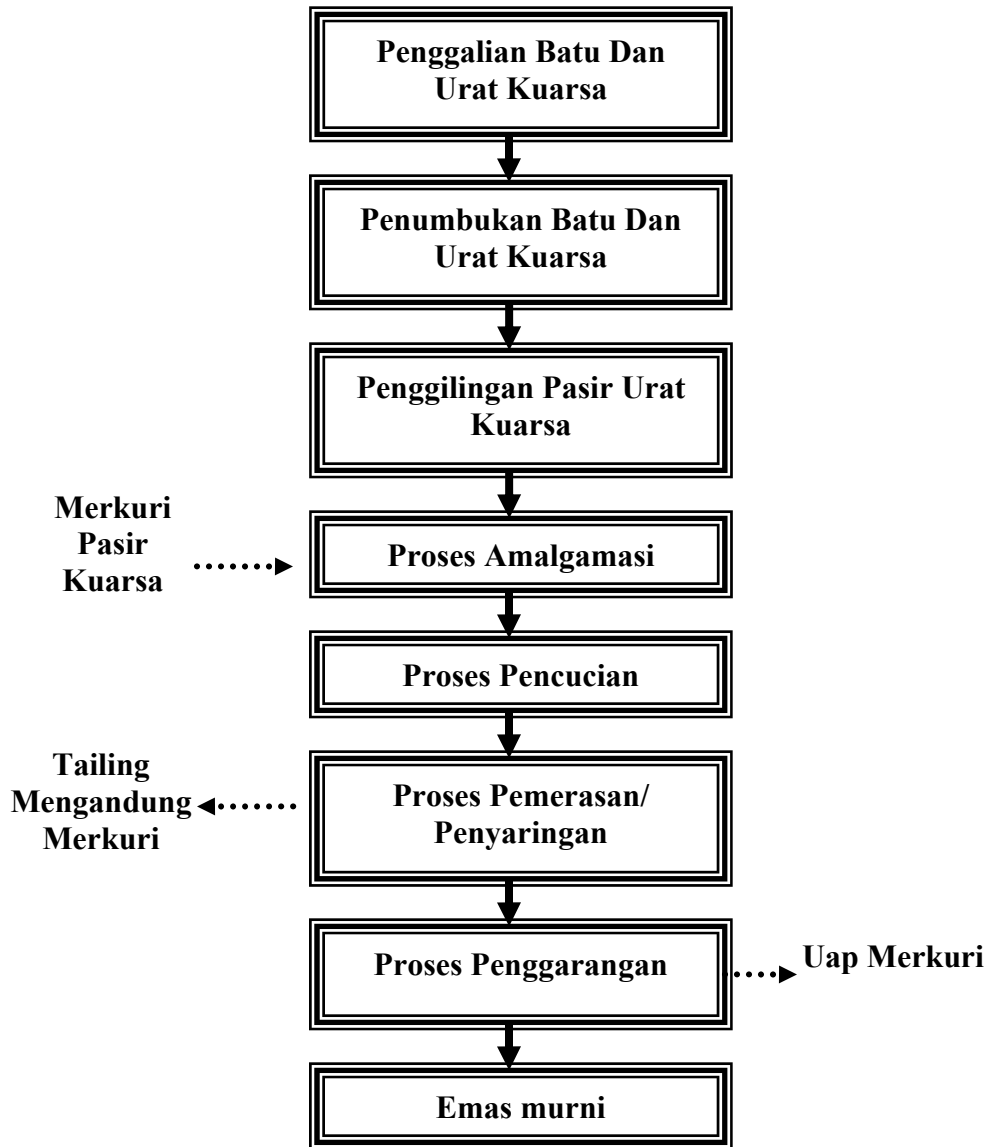 Penggalian Batu Dan
Urat Kuarsa
Penumbukan Batu Dan
Urat Kuarsa
Penggilingan Pasir Urat
Kuarsa
Merkuri
Pasir
Kuarsa
Proses Amalgamasi
Proses Pencucian
Tailing
Mengandung
Merkuri
Proses Pemerasan/
Penyaringan
Proses Penggarangan
Uap Merkuri
Emas murni